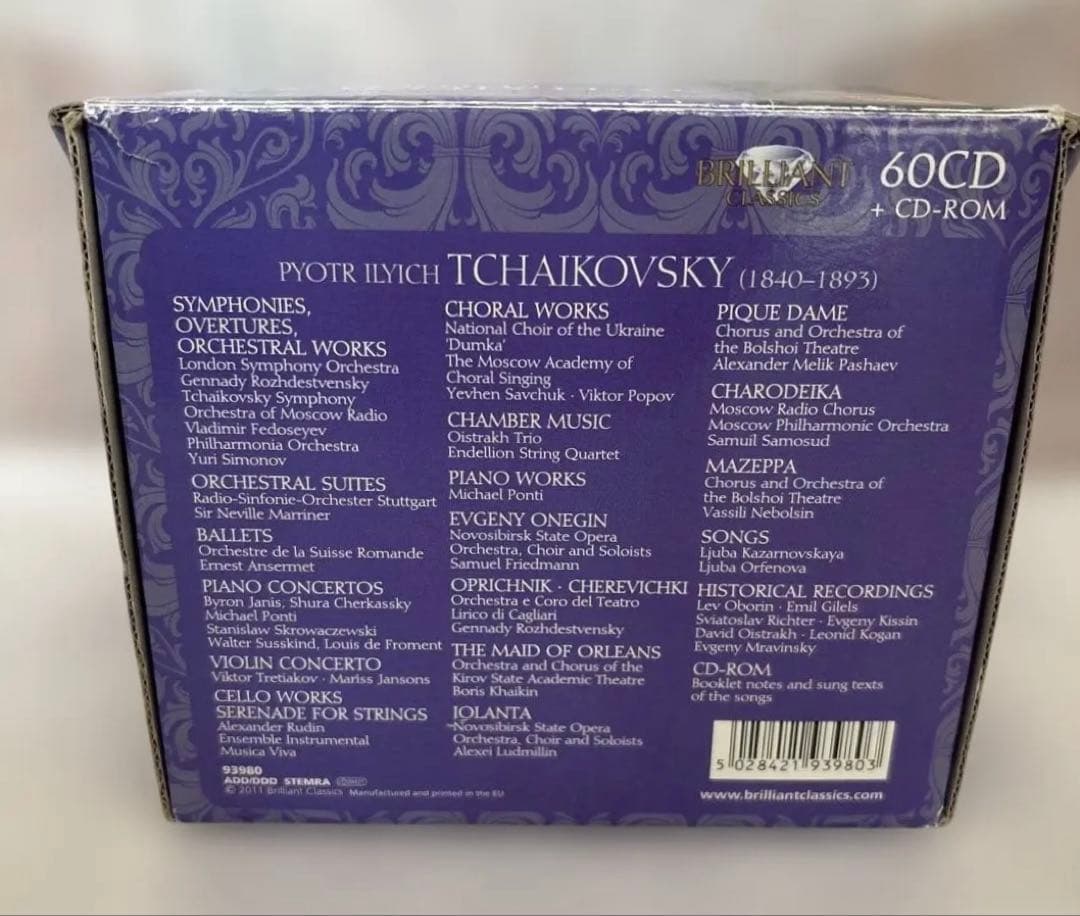 BRILLIANT
CLASSICS
60CD
+ CD-ROM
PYOTR ILYICH TCHAIKOVSKY (1840–1893)
SYMPHONIES,
OVERTURES,
ORCHESTRAL WORKS
London Symphony Orchestra
Gennady Rozhdestvensky
Tchaikovsky Symphony
Orchestra of Moscow Radio
Vladimir Fedoseyev
Philharmonia Orchestra
Yuri Simonov
ORCHESTRAL SUITES
Radio-Sinfonie-Orchester Stuttgart
Sir Neville Marriner
BALLETS
Orchestre de la Suisse Romande
Ernest Ansermet
PIANO CONCERTOS
Byron Janis, Shura Cherkassky
Michael Ponti
Stanislaw Skrowaczewski
Walter Susskind, Louis de Froment
VIOLIN CONCERTO
Viktor Tretiakov · Mariss Jansons
CELLO WORKS
SERENADE FOR STRINGS
Alexander Rudin
Ensemble Instrumental
Musica Viva
93980
ADD/DDD STEMRA
© 2011 Brilliant Classics Manufactured and printed in the EU
CHORAL WORKS
National Choir of the Ukraine
'Dumka'
The Moscow Academy of
Choral Singing
Yevhen Savchuk · Viktor Popov
CHAMBER MUSIC
Oistrakh Trio
Endellion String Quartet
PIANO WORKS
Michael Ponti
EVGENY ONEGIN
Novosibirsk State Opera
Orchestra, Choir and Soloists
Samuel Friedmann
OPRICHNIK · CHEREVICHKI
Orchestra e Coro del Teatro
Lirico di Cagliari
Gennady Rozhdestvensky
THE MAID OF ORLEANS
Orchestra and Chorus of the
Kirov State Academic Theatre
Boris Khaikin
IOLANTA
Novosibirsk State Opera
Orchestra, Choir and Soloists
Alexei Ludmillin
PIQUE DAME
Chorus and Orchestra of
the Bolshoi Theatre
Alexander Melik Pashaev
CHARODEIKA
Moscow Radio Chorus
Moscow Philharmonic Orchestra
Samuil Samosud
MAZEPPA
Chorus and Orchestra of
the Bolshoi Theatre
Vassili Nebolsin
SONGS
Ljuba Kazarnovskaya
Ljuba Orfenova
HISTORICAL RECORDINGS
Lev Oborin · Emil Gilels
Sviatoslav Richter · Evgeny Kissin
David Oistrakh · Leonid Kogan
Evgeny Mravinsky
CD-ROM
Booklet notes and sung texts
of the songs
5 028421 939803
www.brilliantclassics.com